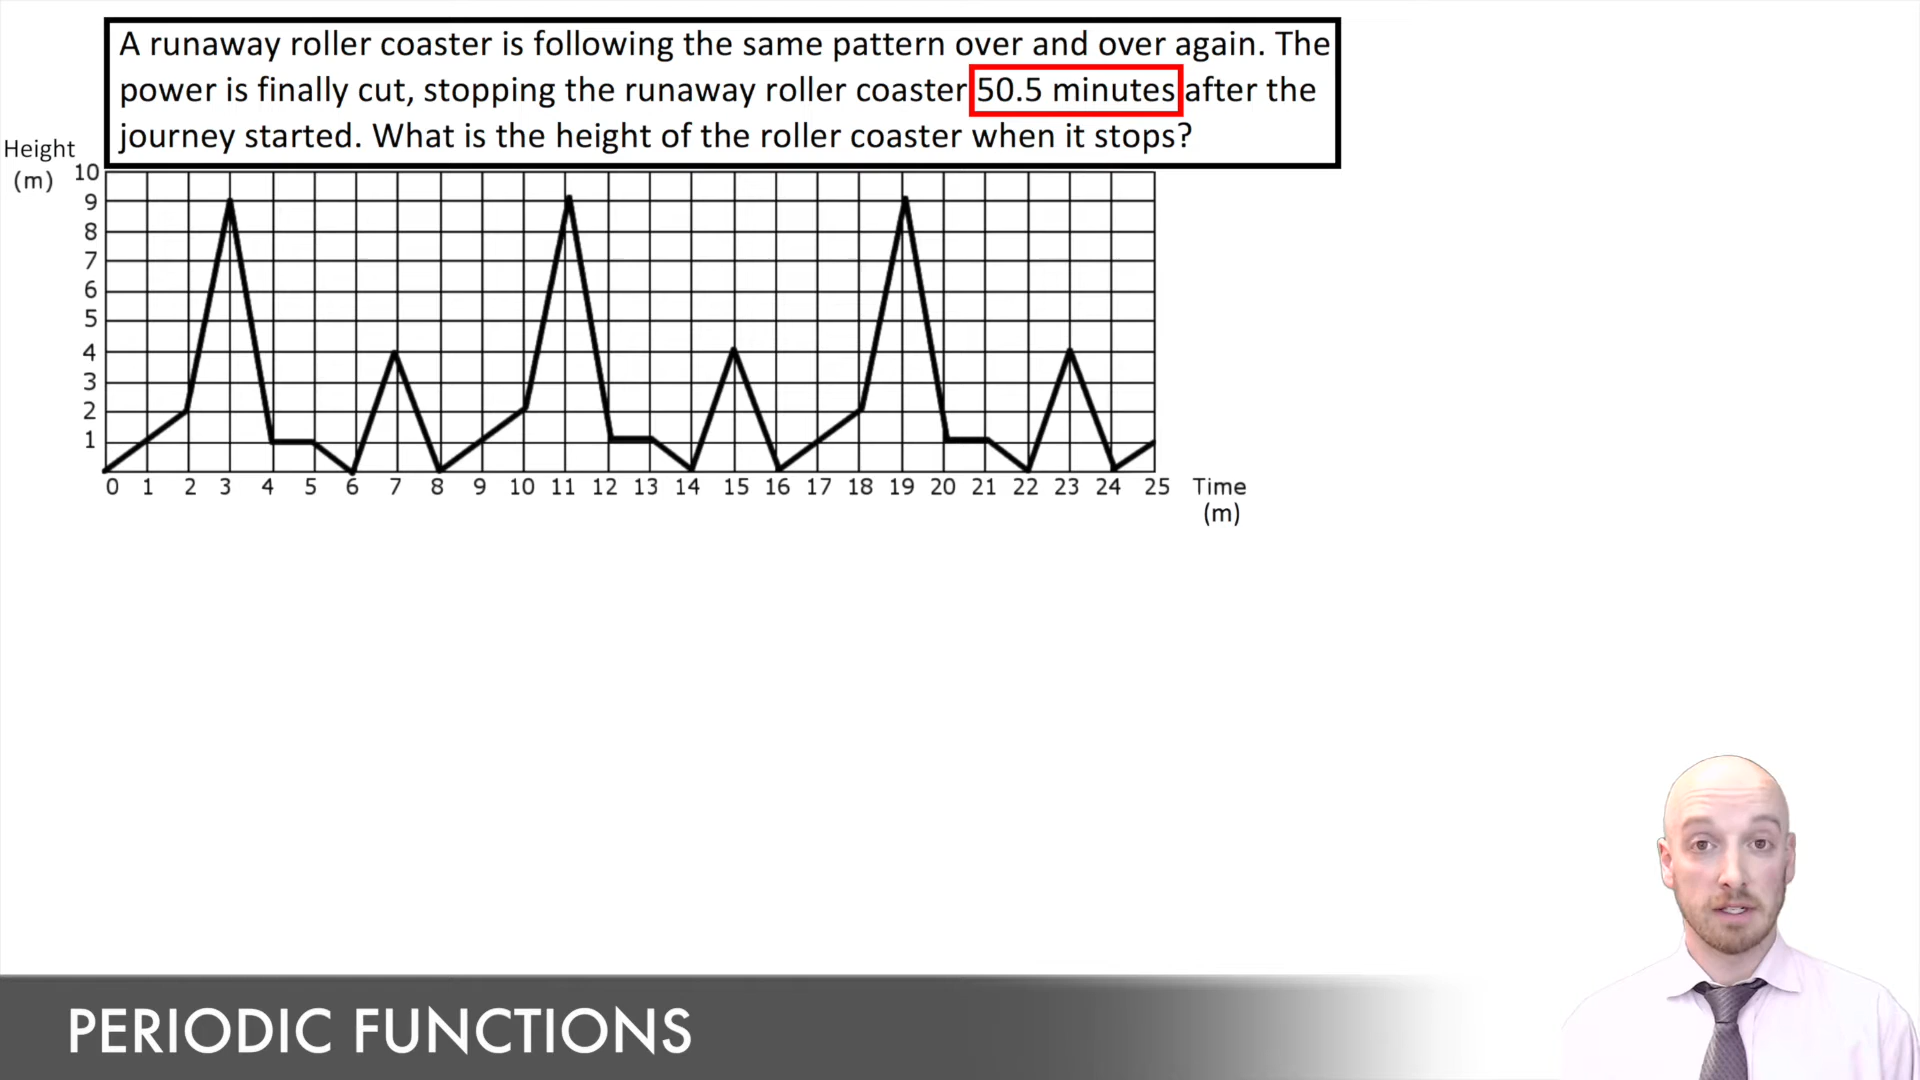 A runaway roller coaster is following the same pattern over and over again. The
power is finally cut, stopping the runaway roller coaster 50.5 minutes after the
journey started. What is the height of the roller coaster when it stops?
Height
(m)
10
9
8
7
6
5
4
3
2
1
0 1 2 3 4 5 6 7 8 9 10 11 12 13 14 15 16 17 18 19 20 21 22 23 24 25 Time
(m)
PERIODIC FUNCTIONS